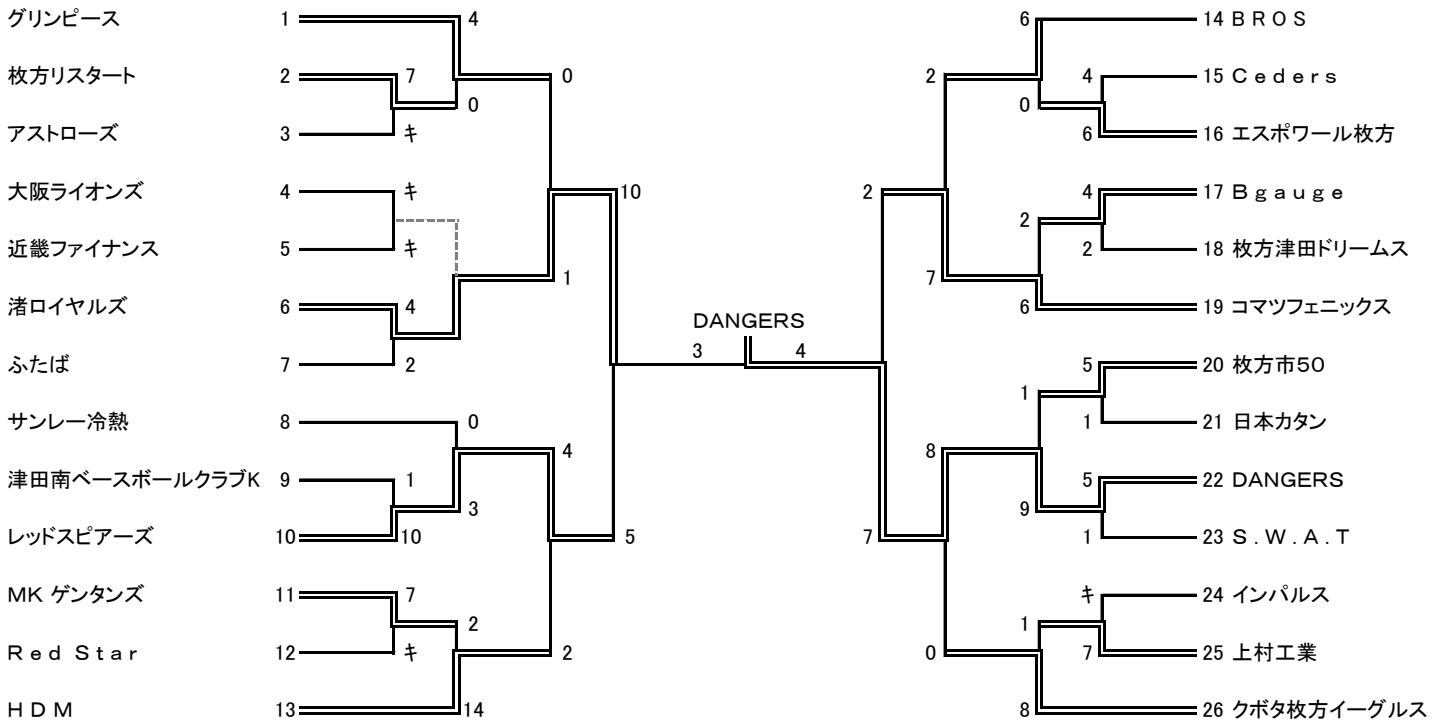 グリンピース 1 4 6 14 BROS
枚方リスタート 2 7 0 2 4 15 Ceders
0 0
アストローズ 3 キ 6 16 エスポワール枚方
大阪ライオンズ 4 キ 10 2 4 17 Bgauge
2
近畿ファイナンス 5 キ 2 18 枚方津田ドリームス
1 7
渚ロイヤルズ 6 4 6 19 コマツフェニックス
DANGERS
3 4
ふたば 7 2 5 20 枚方市50
1
サンレー冷熱 8 0 1 21 日本カタン
4 8
津田南ベースボールクラブK 9 1 5 22 DANGERS
3 9
レッドスピアーズ 10 10 5 7 1 23 S.W.A.T
MK ゲンタンズ 11 7 キ 24 インパルス
2 1
Red Star 12 キ 2 0 7 25 上村工業
HDM 13 14 8 26 クボタ枚方イーグルス